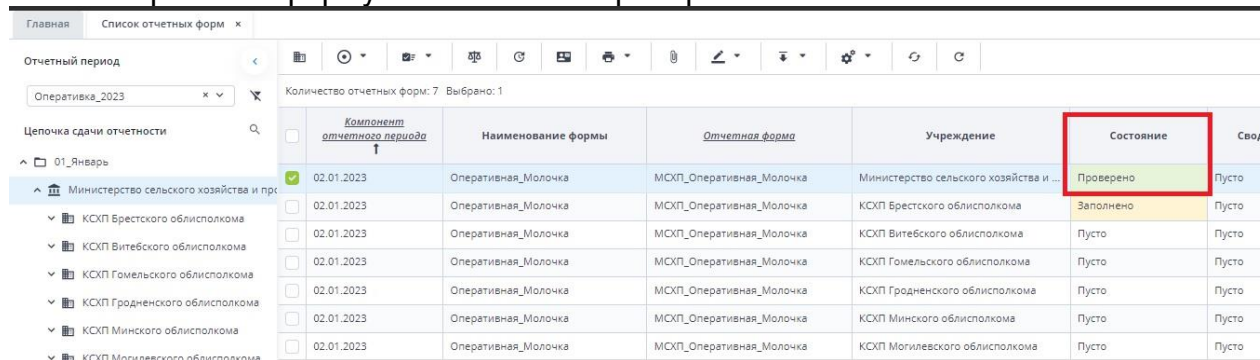 Главная Список отчетных форм ×
Отчетный период
Оперативка_2023
Цепочка сдачи отчетности
01_Январь
Министерство сельского хозяйства и про
КСХП Брестского облисполкома
КСХП Витебского облисполкома
КСХП Гомельского облисполкома
КСХП Гродненского облисполкома
КСХП Минского облисполкома
КСХП Могилевского облисполкома
Количество отчетных форм: 7 Выбрано: 1
Компонент отчетного периода ↑ Наименование формы Отчетная форма Учреждение Состояние Свод
02.01.2023 Оперативная_Молочка МСХП_Оперативная_Молочка Министерство сельского хозяйства и ... Проверено Пусто
02.01.2023 Оперативная_Молочка МСХП_Оперативная_Молочка КСХП Брестского облисполкома Заполнено Пусто
02.01.2023 Оперативная_Молочка МСХП_Оперативная_Молочка КСХП Витебского облисполкома Пусто Пусто
02.01.2023 Оперативная_Молочка МСХП_Оперативная_Молочка КСХП Гомельского облисполкома Пусто Пусто
02.01.2023 Оперативная_Молочка МСХП_Оперативная_Молочка КСХП Гродненского облисполкома Пусто Пусто
02.01.2023 Оперативная_Молочка МСХП_Оперативная_Молочка КСХП Минского облисполкома Пусто Пусто
02.01.2023 Оперативная_Молочка МСХП_Оперативная_Молочка КСХП Могилевского облисполкома Пусто Пусто